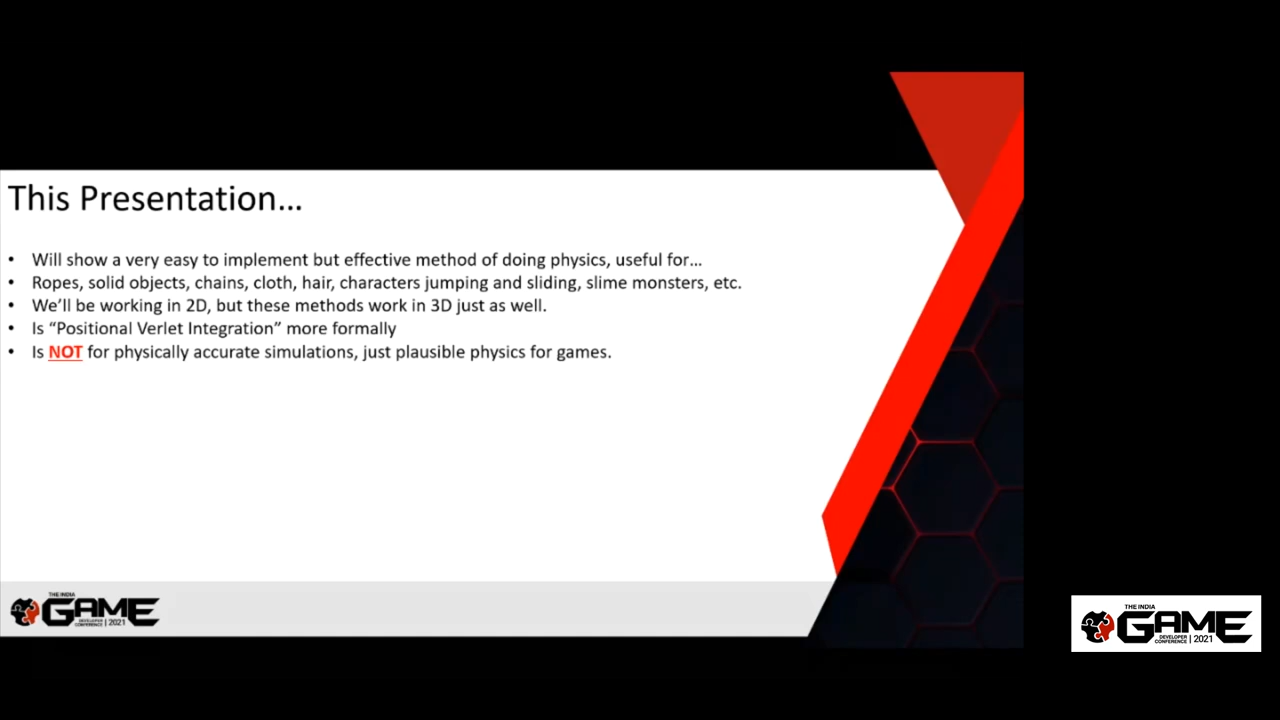 This Presentation...
• Will show a very easy to implement but effective method of doing physics, useful for...
• Ropes, solid objects, chains, cloth, hair, characters jumping and sliding, slime monsters, etc.
• We'll be working in 2D, but these methods work in 3D just as well.
• Is “Positional Verlet Integration” more formally
• Is NOT for physically accurate simulations, just plausible physics for games.
THE INDIA
GAME
DEVELOPER
CONFERENCE | 2021
THE INDIA
GAME
DEVELOPER
CONFERENCE | 2021